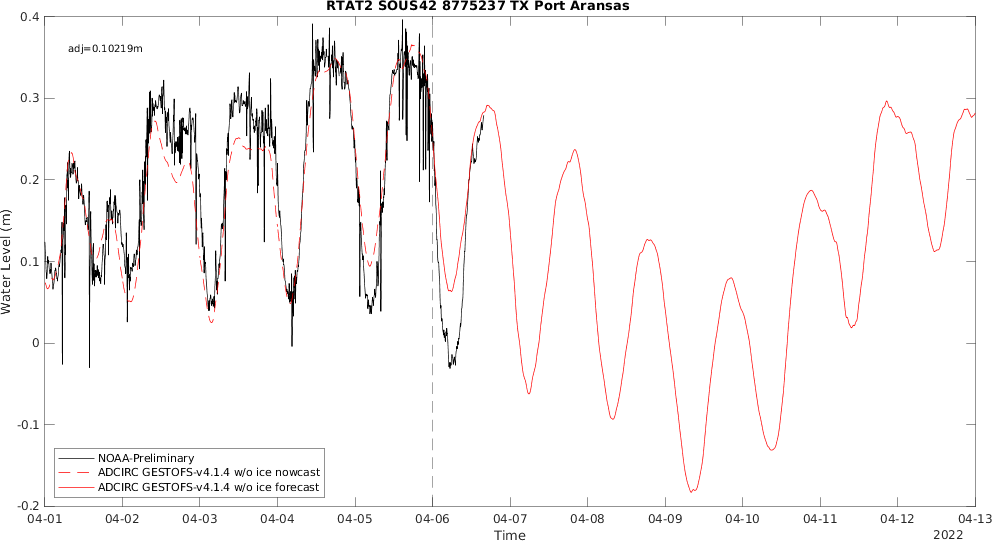 RTAT2 SOUS42 8775237 TX Port Aransas
adj=0.10219m
0.4
0.3
0.2
0.1
0
-0.1
-0.2
Water Level (m)
NOAA-Preliminary
ADCIRC GESTOFS-v4.1.4 w/o ice nowcast
ADCIRC GESTOFS-v4.1.4 w/o ice forecast
04-01 04-02 04-03 04-04 04-05 04-06 04-07 04-08 04-09 04-10 04-11 04-12 04-13
Time
2022